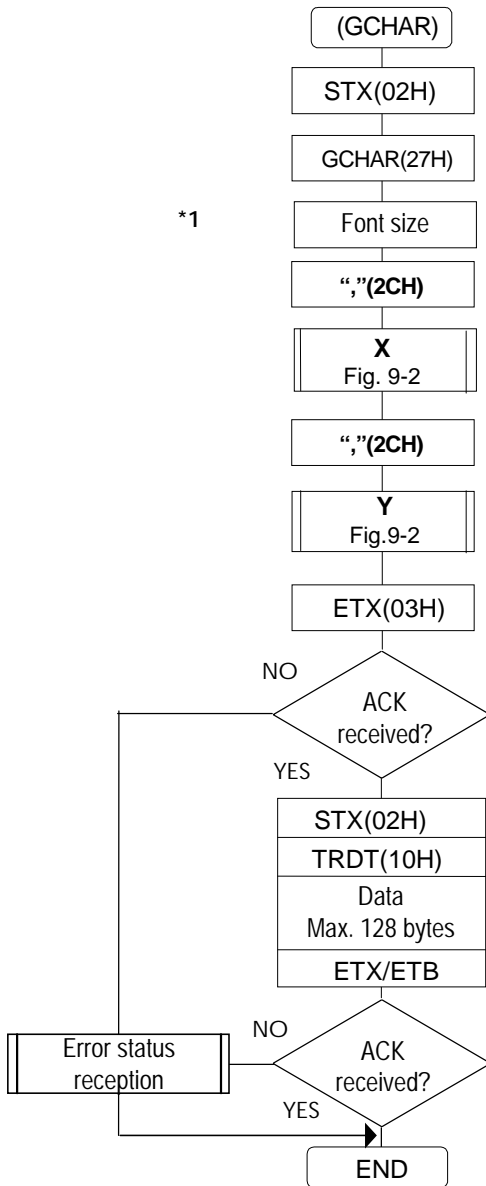 (GCHAR)
STX(02H)
GCHAR(27H)
*1
Font size
“,”(2CH)
X
Fig. 9-2
“,”(2CH)
Y
Fig.9-2
ETX(03H)
NO
ACK
received?
YES
STX(02H)
TRDT(10H)
Data
Max. 128 bytes
ETX/ETB
NO
Error status
reception
ACK
received?
YES
END